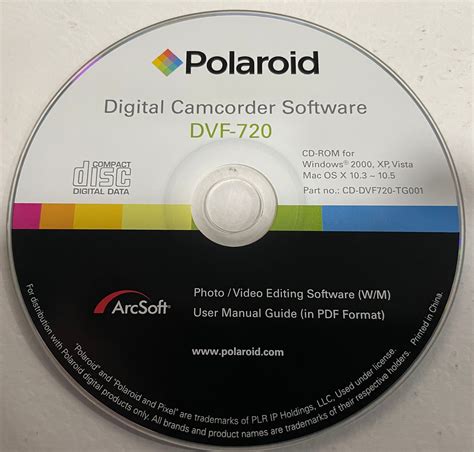 Polaroid
Digital Camcorder Software
DVF-720
COMPACT
disc
DIGITAL DATA
CD-ROM for
Windows® 2000, XP, Vista
Mac OS X 10.3 – 10.5
Part no.: CD-DVF720-TG001
ArcSoft®
Photo / Video Editing Software (W/M)
User Manual Guide (in PDF Format)
www.polaroid.com
For distribution with Polaroid digital products only.
"Polaroid" and "Polaroid and Pixel" are trademarks of PLR IP Holdings, LLC. Used under license.
All brands and product names are trademarks of their respective holders. Printed in China.